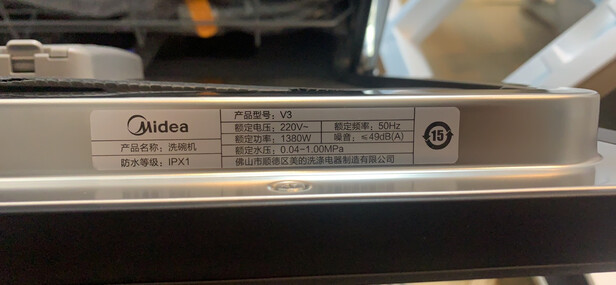 Midea
产品名称：洗碗机
防水等级：IPX1
产品型号：V3
额定电压：220V~ 额定频率：50Hz
额定功率：1380W 噪音：≤49dB(A)
额定水压：0.04-1.00MPa
佛山市顺德区美的洗涤电器制造有限公司
15